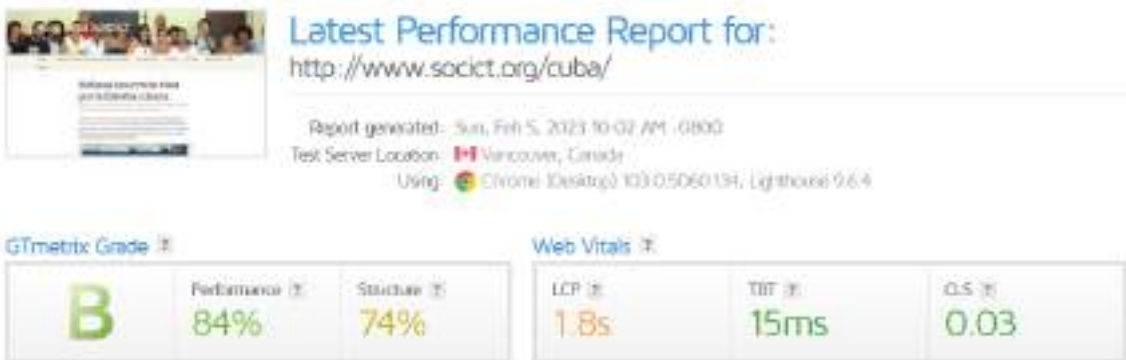 Latest Performance Report for:
http://www.socict.org/cuba/
Report generated: Sun, Feb 5, 2023 10:02 AM -0800
Test Server Location: Vancouver, Canada
Using: Chrome (Desktop) 103.0.5060.134, Lighthouse 9.6.4
GTmetrix Grade ?
Web Vitals ?
B
Performance ?
84%
Structure ?
74%
LCP ?
1.8s
TBT ?
15ms
CLS ?
0.03